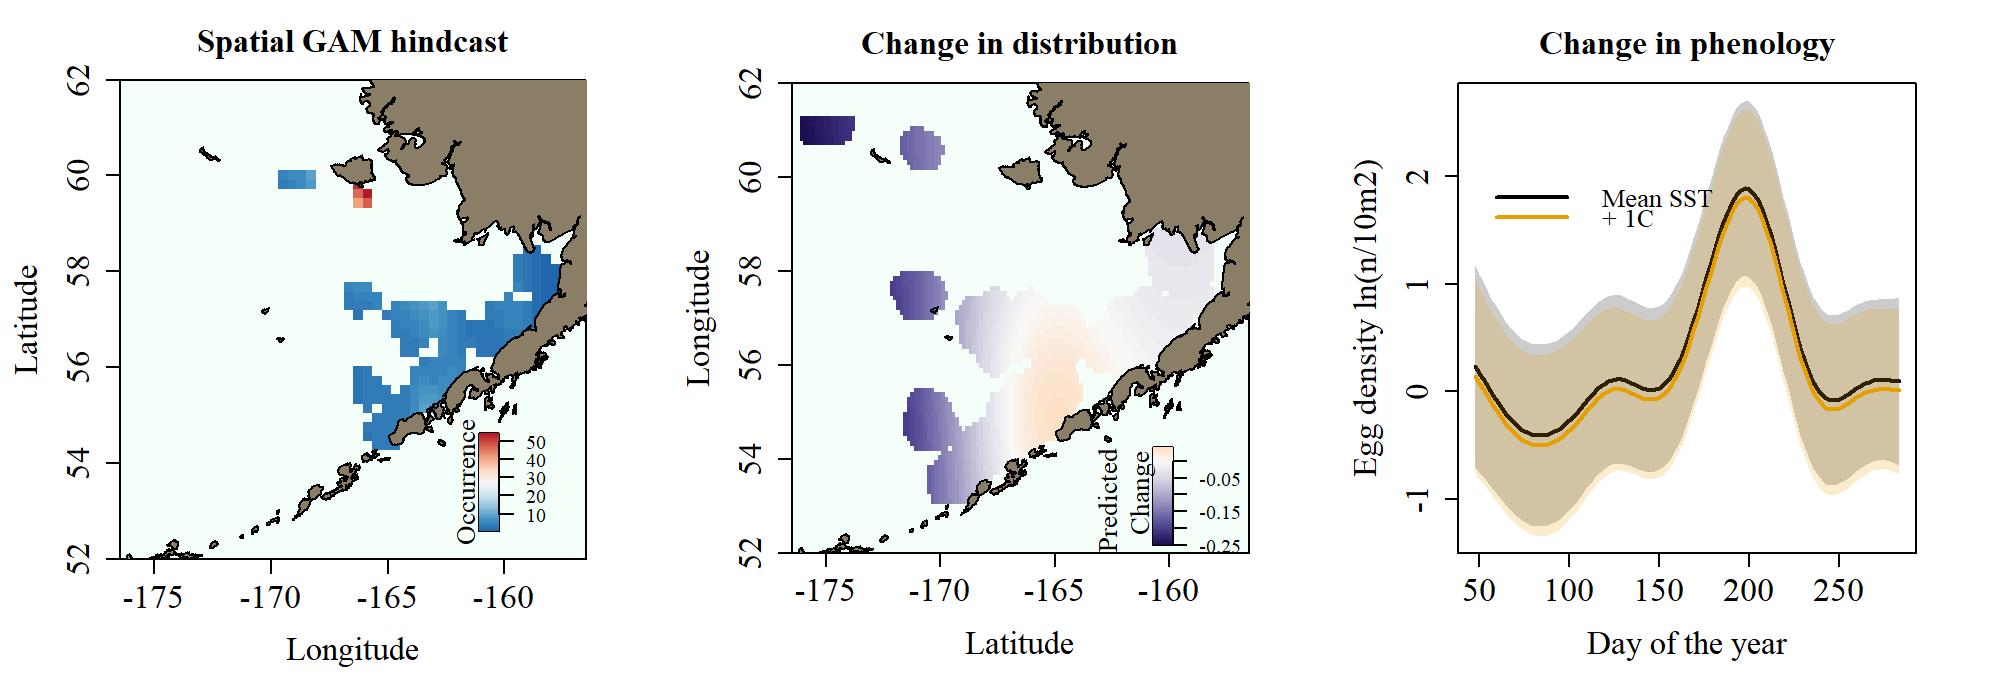 Spatial GAM hindcast
62
60
58
56
54
52
Latitude
-175 -170 -165 -160
Longitude
Occurrence
50
40
30
20
10
Change in distribution
62
60
58
56
54
52
Longitude
-175 -170 -165 -160
Latitude
Predicted
Change
-0.05
-0.15
-0.25
Change in phenology
Egg density ln(n/10m2)
2
1
0
-1
Mean SST
+ 1C
50 100 150 200 250
Day of the year